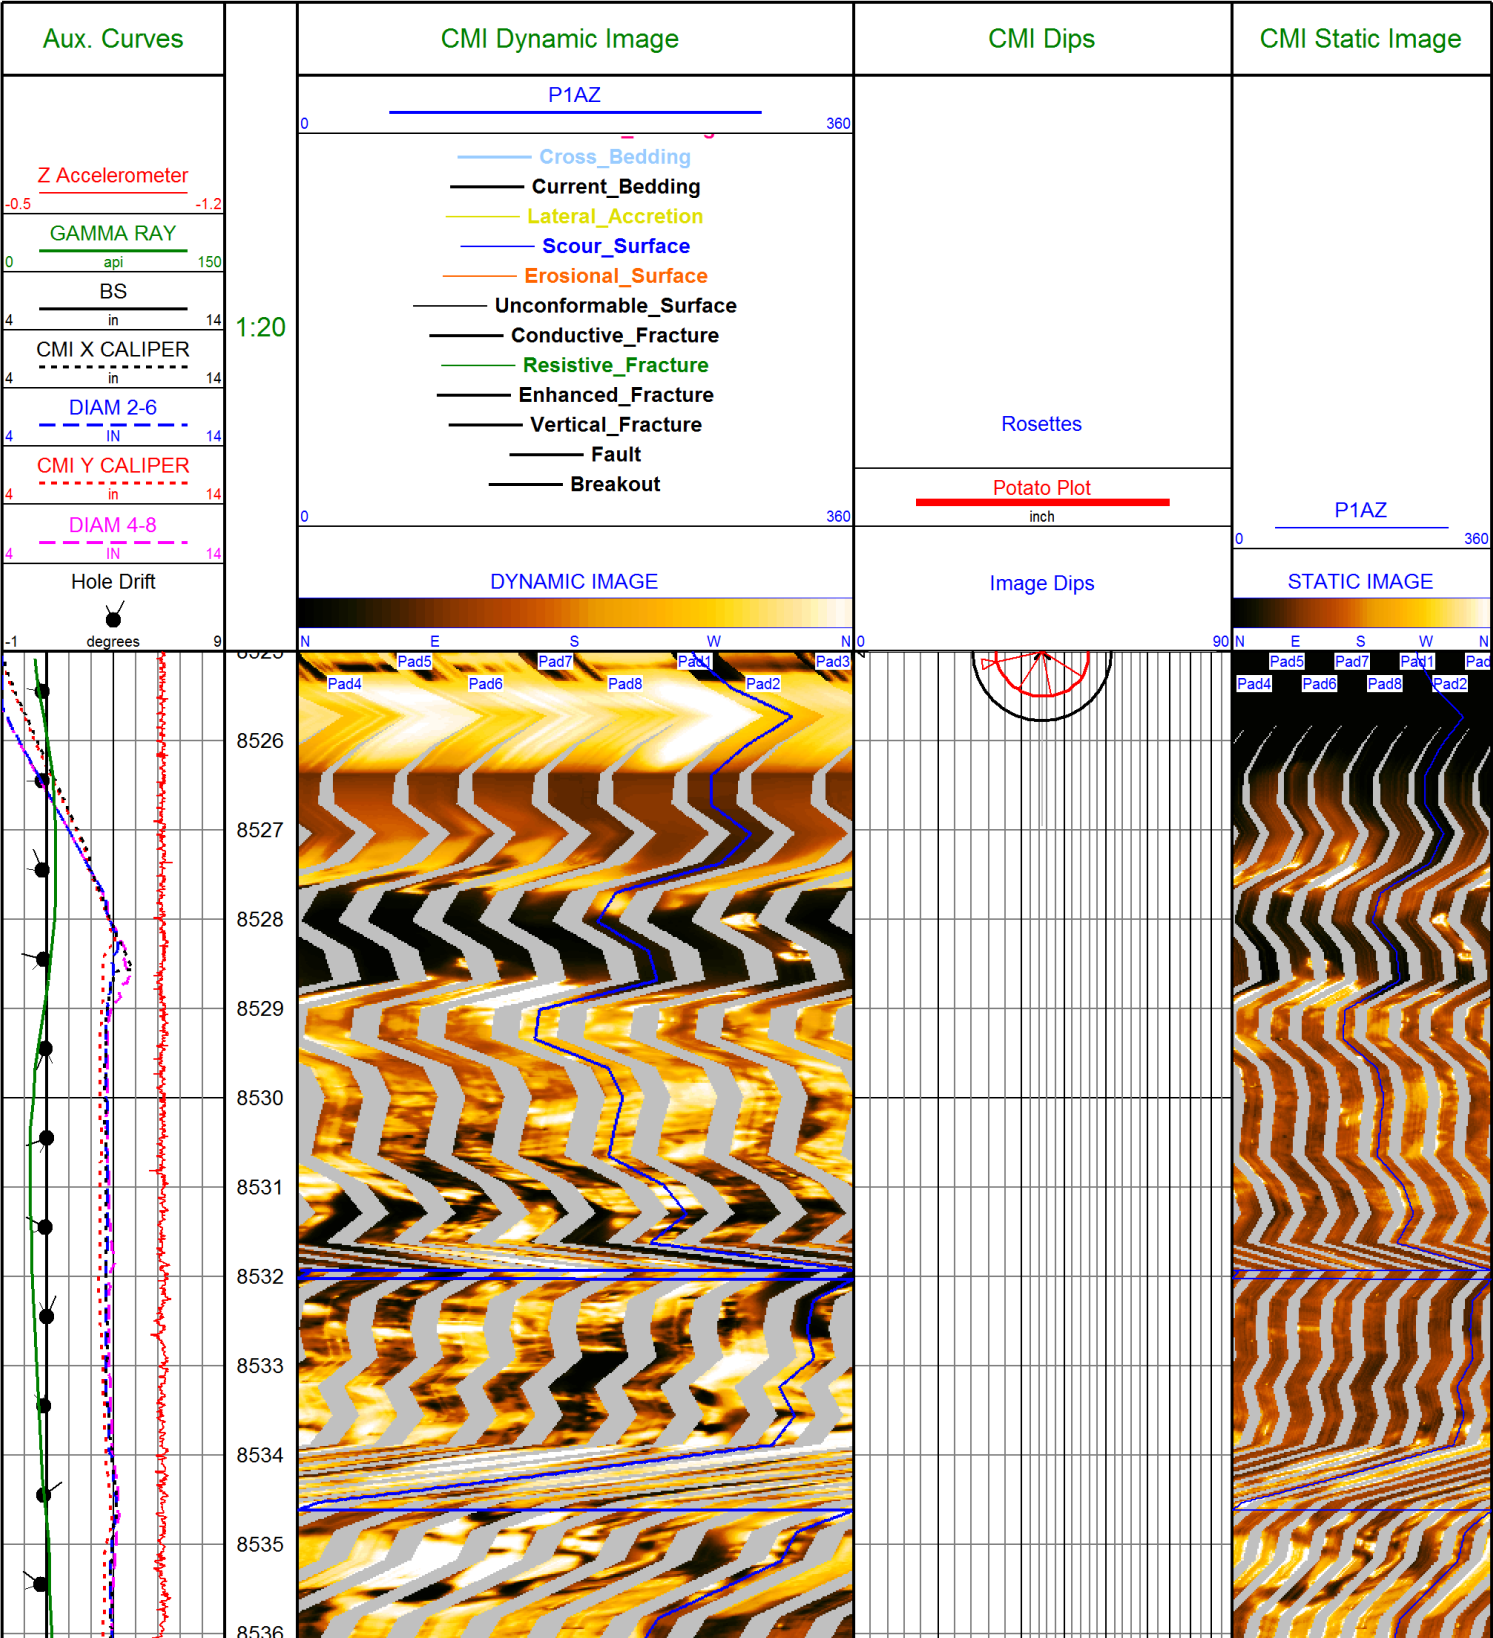 Aux. Curves
CMI Dynamic Image
CMI Dips
CMI Static Image
Z Accelerometer
-0.5 -1.2
GAMMA RAY
0 api 150
BS
4 in 14
CMI X CALIPER
4 in 14
DIAM 2-6
4 IN 14
CMI Y CALIPER
4 in 14
DIAM 4-8
4 IN 14
Hole Drift
-1 degrees 9
1:20
P1AZ
0 360
Cross_Bedding
Current_Bedding
Lateral_Accretion
Scour_Surface
Erosional_Surface
Unconformable_Surface
Conductive_Fracture
Resistive_Fracture
Enhanced_Fracture
Vertical_Fracture
Fault
Breakout
0 360
DYNAMIC IMAGE
N E S W N
Rosettes
Potato Plot
inch
Image Dips
0 90
P1AZ
0 360
STATIC IMAGE
N E S W N
Pad5 Pad7 Pad1 Pad3
Pad4 Pad6 Pad8 Pad2
Pad5 Pad7 Pad1 Pad
Pad4 Pad6 Pad8 Pad2
8526
8527
8528
8529
8530
8531
8532
8533
8534
8535
8536